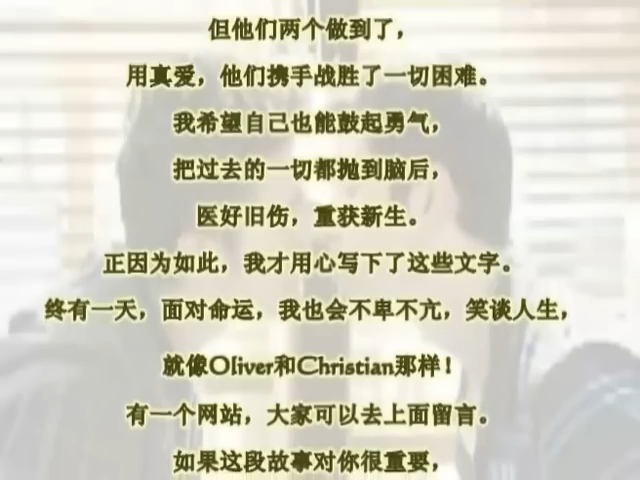 但他们两个做到了，
用真爱，他们携手战胜了一切困难。
我希望自己也能鼓起勇气，
把过去的一切都抛到脑后，
医好旧伤，重获新生。
正因为如此，我才用心写下了这些文字。
终有一天，面对命运，我也会不卑不亢，笑谈人生，
就像Oliver和Christian那样！
有一个网站，大家可以去上面留言。
如果这段故事对你很重要，